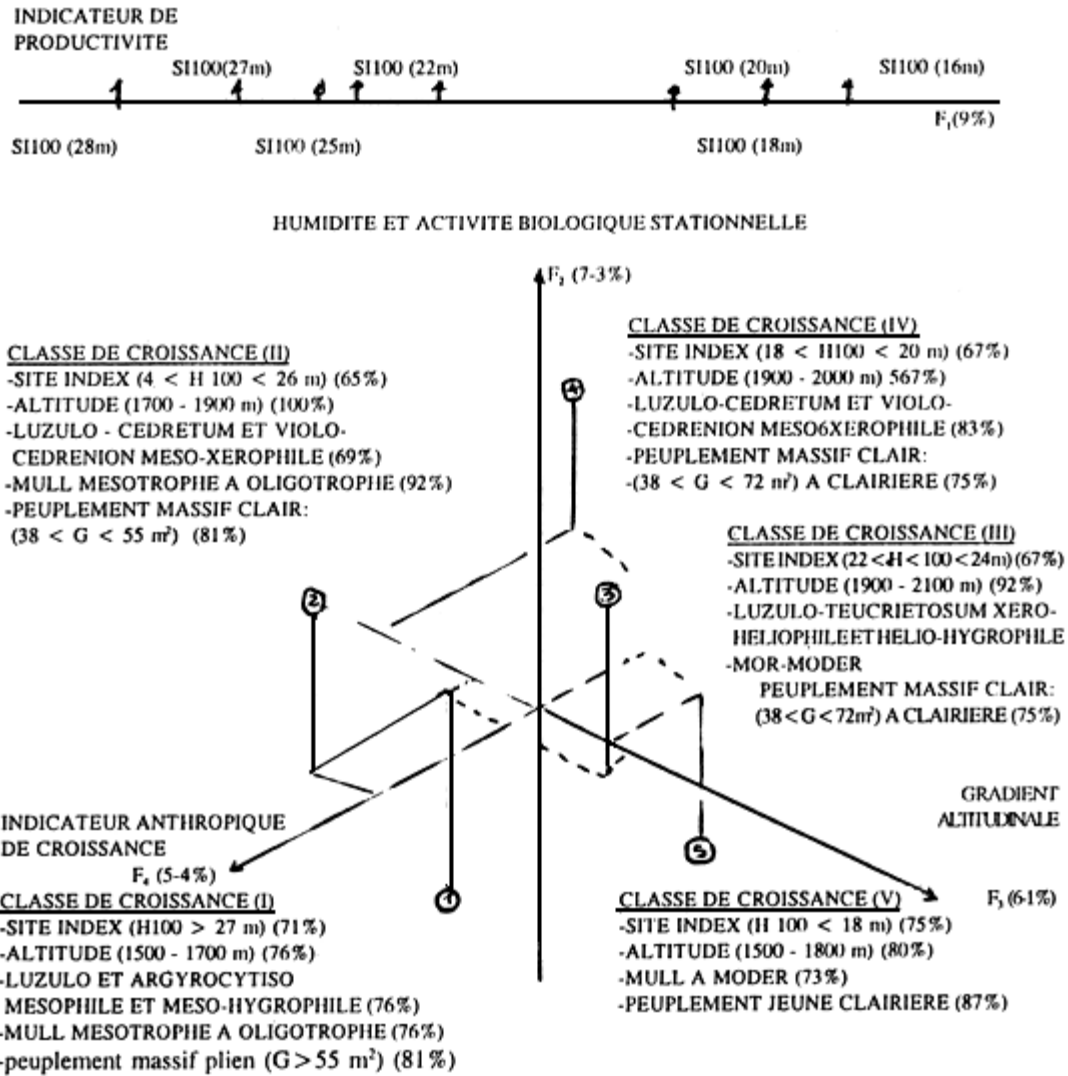 INDICATEUR DE
PRODUCTIVITE
SI100(27m) SI100 (22m) SI100 (20m) SI100 (16m)
F₁(9%)
SI100 (28m) SI100 (25m) SI100 (18m)
HUMIDITE ET ACTIVITE BIOLOGIQUE STATIONNELLE
F₂ (7-3%)
CLASSE DE CROISSANCE (II)
-SITE INDEX (4 < H 100 < 26 m) (65%)
-ALTITUDE (1700 - 1900 m) (100%)
-LUZULO - CEDRETUM ET VIOLO-
CEDRENION MESO-XEROPHILE (69%)
-MULL MESOTROPHE A OLIGOTROPHE (92%)
-PEUPLEMENT MASSIF CLAIR:
(38 < G < 55 m²) (81%)
CLASSE DE CROISSANCE (IV)
-SITE INDEX (18 < H100 < 20 m) (67%)
-ALTITUDE (1900 - 2000 m) 567%)
-LUZULO-CEDRETUM ET VIOLO-
-CEDRENION MESO6XEROPHILE (83%)
-PEUPLEMENT MASSIF CLAIR:
-(38 < G < 72 m²) A CLAIRIERE (75%)
4
CLASSE DE CROISSANCE (III)
-SITE INDEX (22 <H< 100 <24m) (67%)
-ALTITUDE (1900 - 2100 m) (92%)
-LUZULO-TEUCRIETOSUM XERO-
HELIOPHILE ET HELIO-HYGROPHLE
-MOR-MODER
PEUPLEMENT MASSIF CLAIR:
(38<G<72m²) A CLAIRIERE (75%)
2
3
GRADIENT
ALTITUDINALE
F₃ (6-1%)
5
INDICATEUR ANTHROPIQUE
DE CROISSANCE
F₄ (5-4%)
1
CLASSE DE CROISSANCE (I)
-SITE INDEX (H100 > 27 m) (71%)
-ALTITUDE (1500 - 1700 m) (76%)
-LUZULO ET ARGYROCYTISO
MESOPHILE ET MESO-HYGROPHILE (76%)
-MULL MESOTROPHE A OLIGOTROPHE (76%)
-peuplement massif plien (G>55 m²) (81%)
CLASSE DE CROISSANCE (V)
-SITE INDEX (H 100 < 18 m) (75%)
-ALTITUDE (1500 - 1800 m) (80%)
-MULL A MODER (73%)
-PEUPLEMENT JEUNE CLAIRIERE (87%)